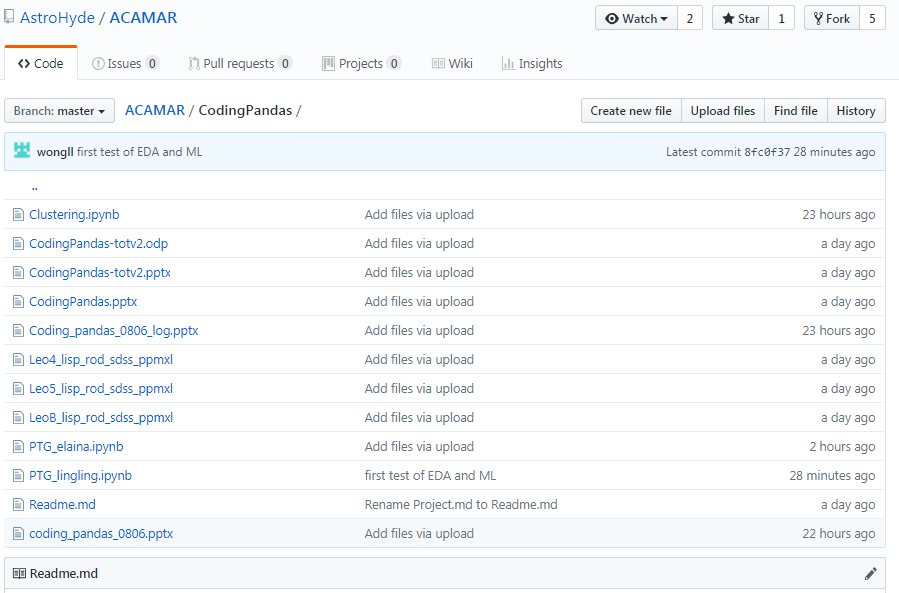 AstroHyde / ACAMAR Watch 2 Star 1 Fork 5
Code Issues 0 Pull requests 0 Projects 0 Wiki Insights
Branch: master ACAMAR / CodingPandas / Create new file Upload files Find file History
wongll first test of EDA and ML Latest commit 8fc0f37 28 minutes ago
..
Clustering.ipynb Add files via upload 23 hours ago
CodingPandas-totv2.odp Add files via upload a day ago
CodingPandas-totv2.pptx Add files via upload a day ago
CodingPandas.pptx Add files via upload a day ago
Coding_pandas_0806_log.pptx Add files via upload 23 hours ago
Leo4_lisp_rod_sdss_ppmxl Add files via upload a day ago
Leo5_lisp_rod_sdss_ppmxl Add files via upload a day ago
LeoB_lisp_rod_sdss_ppmxl Add files via upload a day ago
PTG_elaina.ipynb Add files via upload 2 hours ago
PTG_lingling.ipynb first test of EDA and ML 28 minutes ago
Readme.md Rename Project.md to Readme.md a day ago
coding_pandas_0806.pptx Add files via upload 22 hours ago
Readme.md